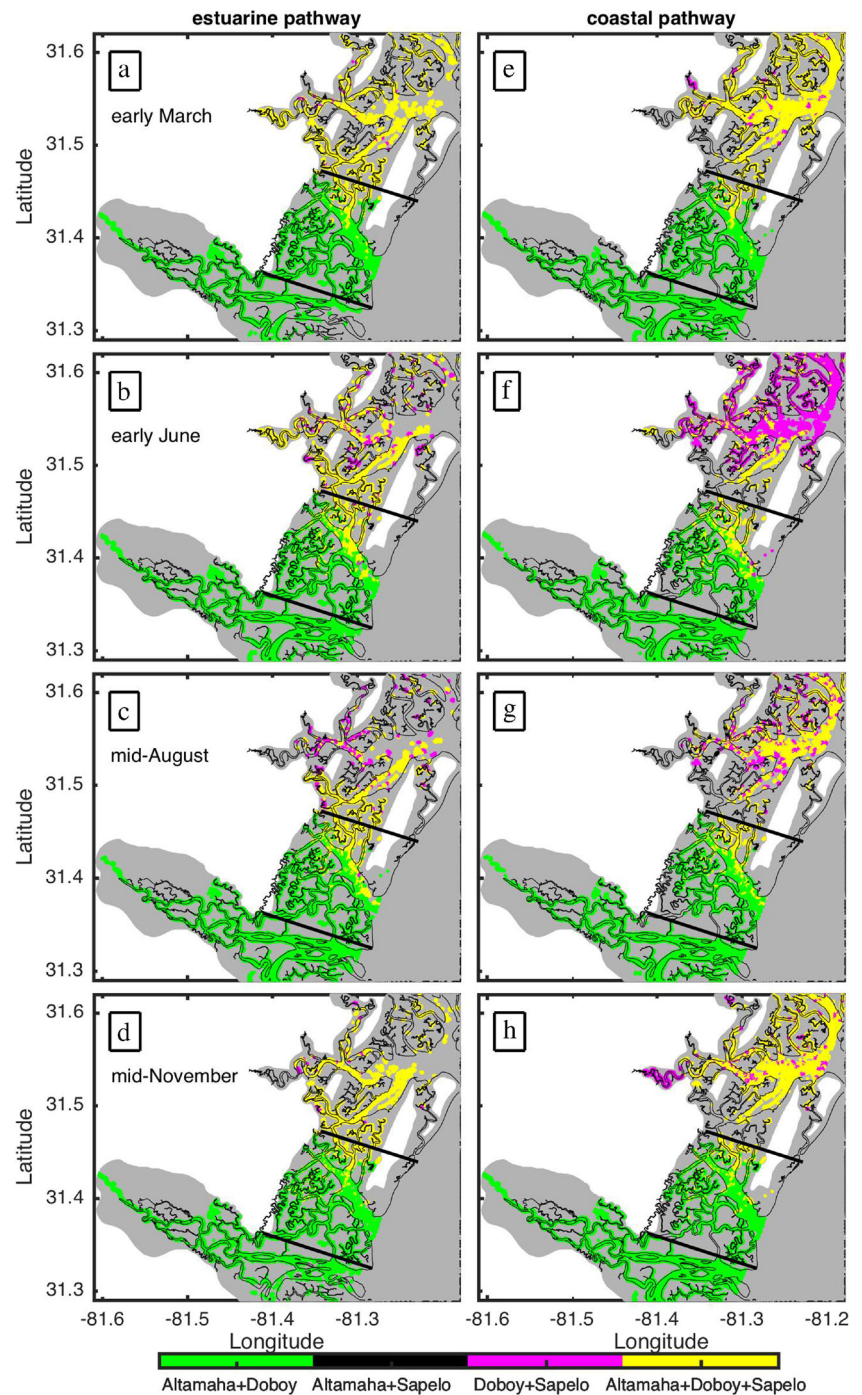 estuarine pathway coastal pathway
31.6
a
e
early March
31.5
Latitude
31.4
31.3
31.6
b
f
early June
31.5
Latitude
31.4
31.3
31.6
c
g
mid-August
31.5
Latitude
31.4
31.3
31.6
d
h
mid-November
31.5
Latitude
31.4
31.3
-81.6 -81.5 -81.4 -81.3 -81.6 -81.5 -81.4 -81.3 -81.2
Longitude Longitude
Altamaha+Doboy Altamaha+Sapelo Doboy+Sapelo Altamaha+Doboy+Sapelo